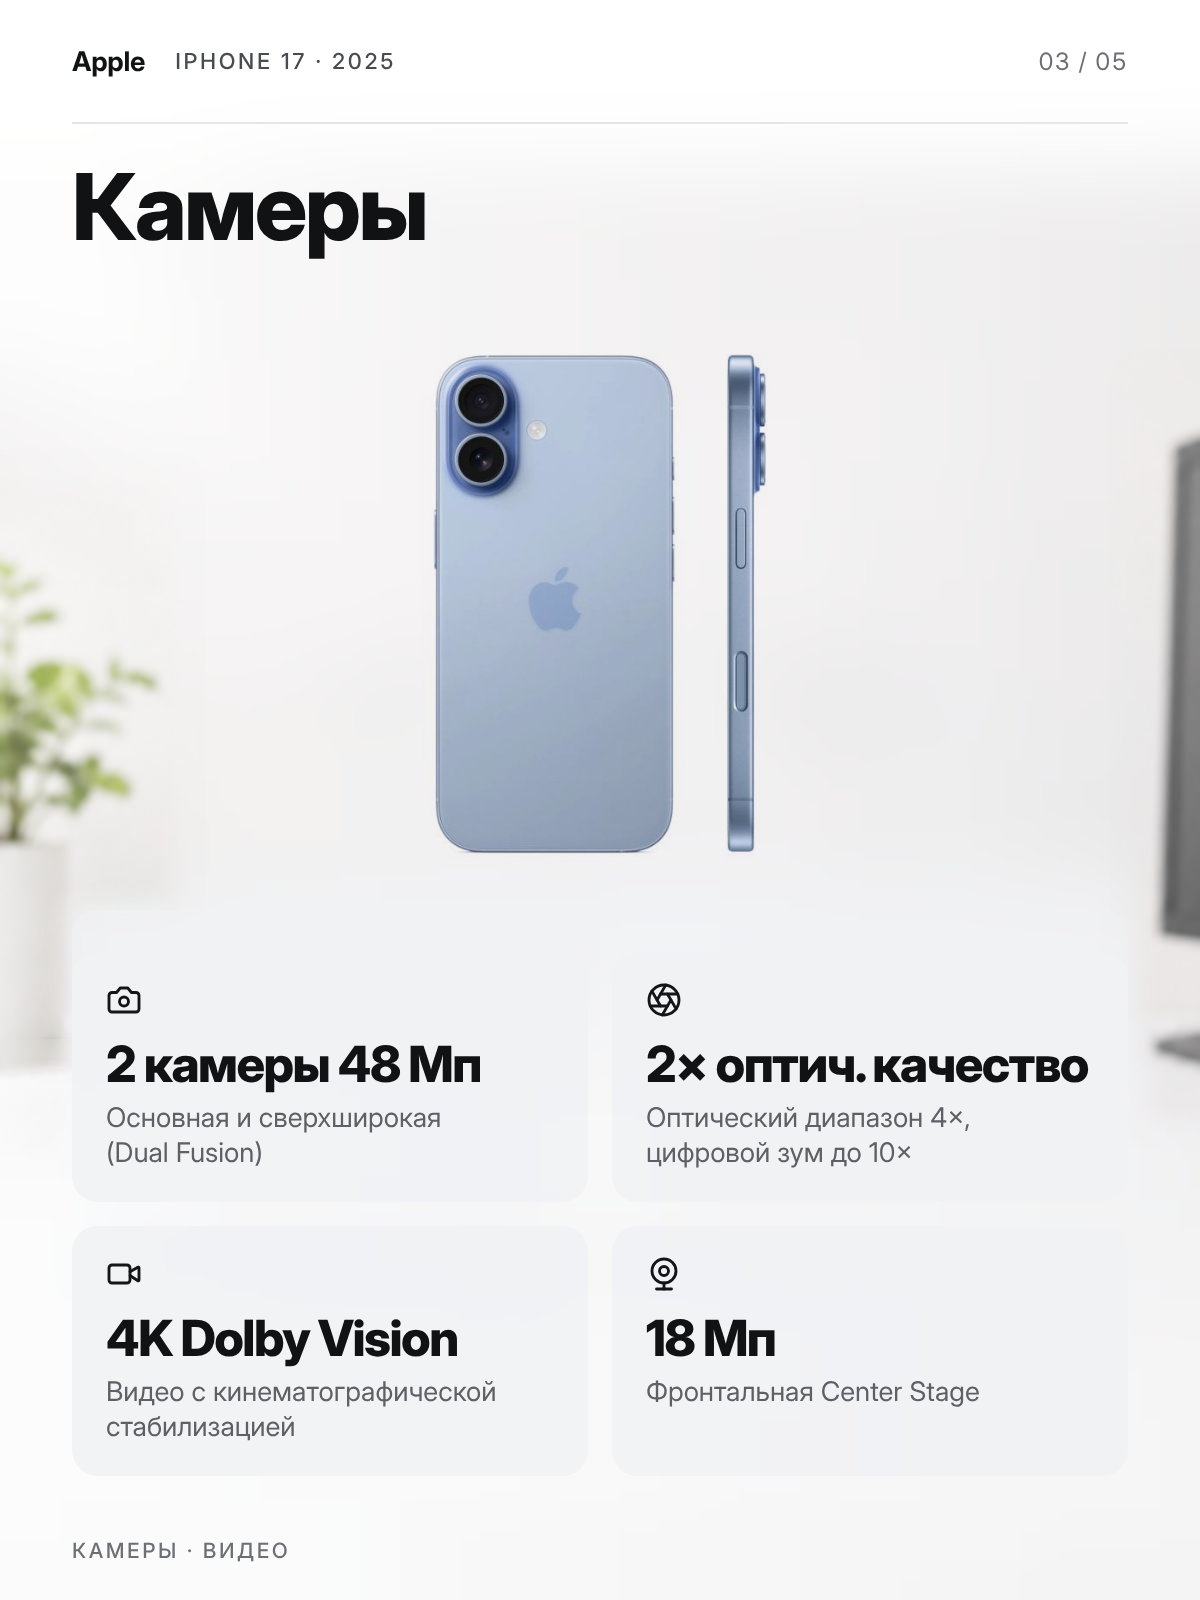 Apple IPHONE 17 · 2025 03 / 05
Камеры
2 камеры 48 Мп
Основная и сверхширокая
(Dual Fusion)
2× оптич. качество
Оптический диапазон 4×,
цифровой зум до 10×
4K Dolby Vision
Видео с кинематографической
стабилизацией
18 Мп
Фронтальная Center Stage
КАМЕРЫ · ВИДЕО